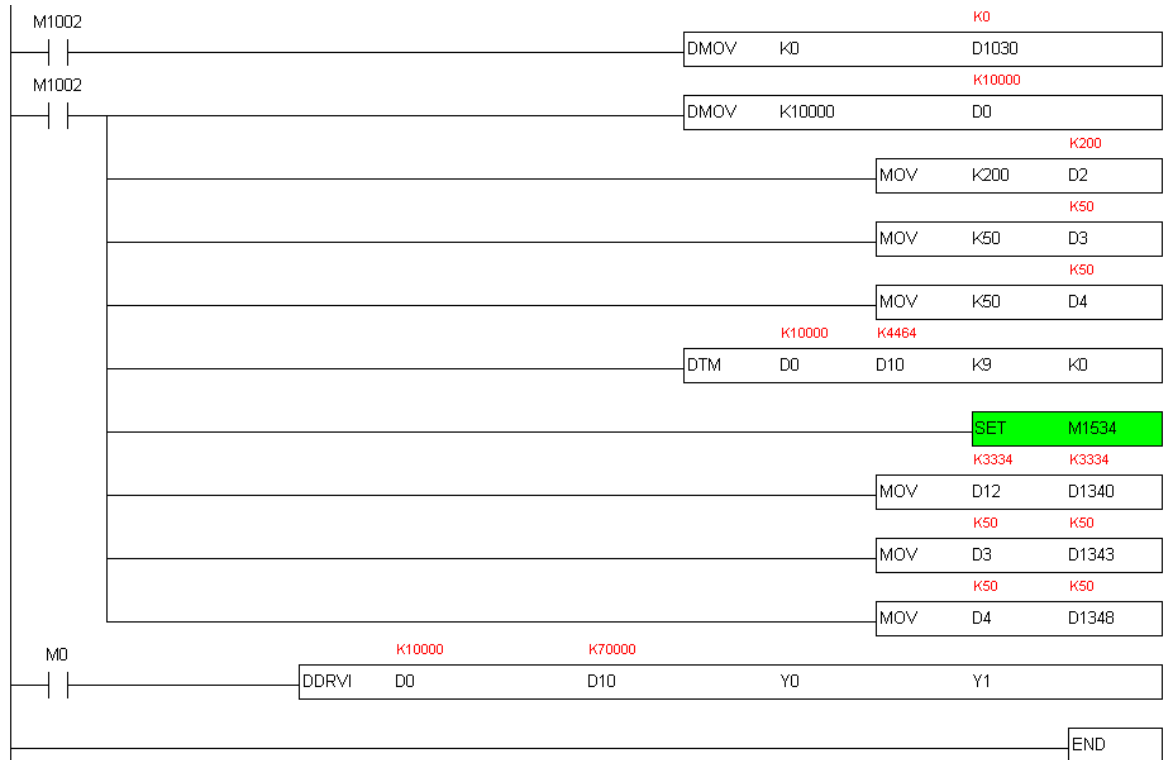 M1002
K0
DMOV K0 D1030
M1002
K10000
DMOV K10000 D0
K200
MOV K200 D2
K50
MOV K50 D3
K50
MOV K50 D4
K10000 K4464
DTM D0 D10 K9 K0
SET M1534
K3334 K3334
MOV D12 D1340
K50 K50
MOV D3 D1343
K50 K50
MOV D4 D1348
M0
K10000 K70000
DDRVI D0 D10 Y0 Y1
END